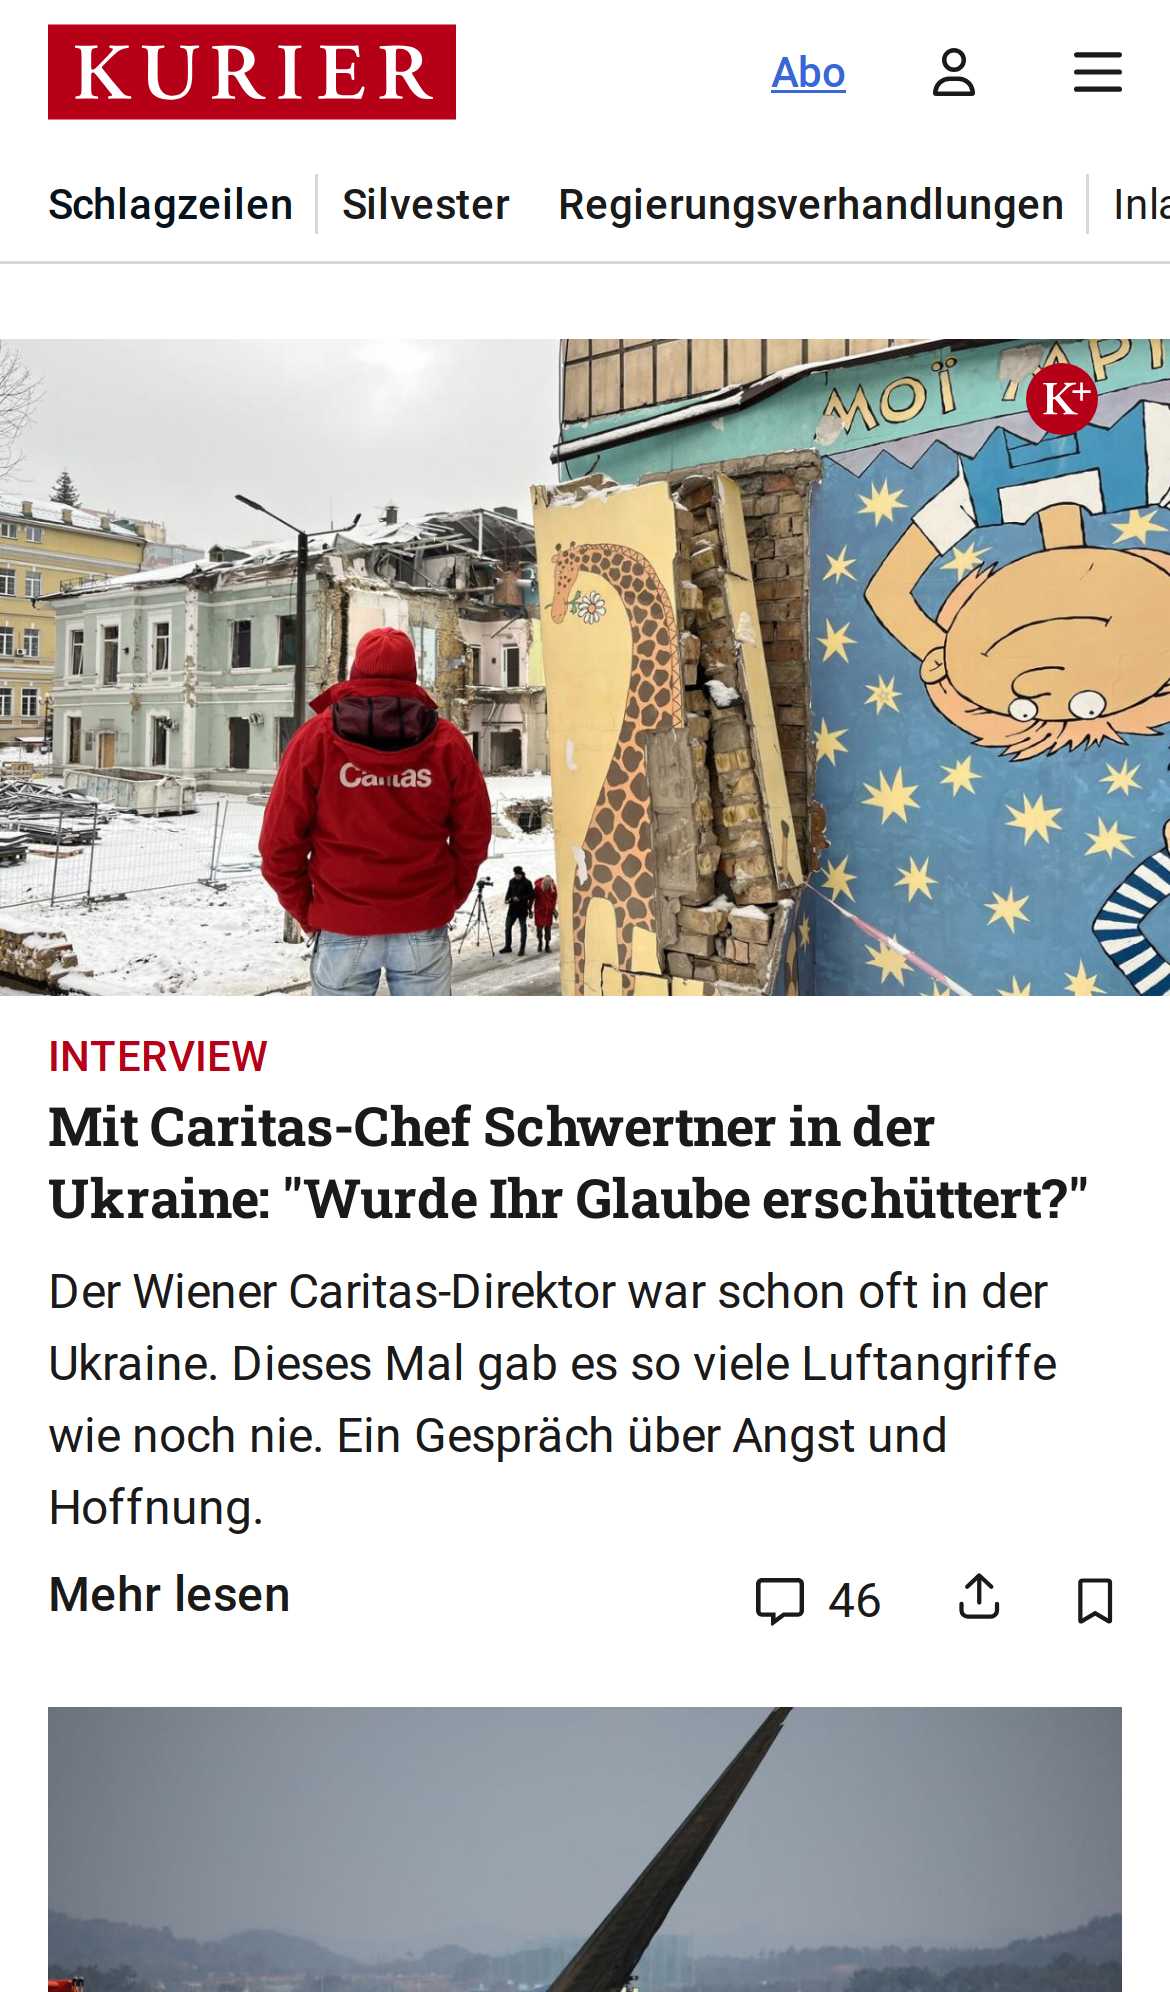 KURIER
Abo
Schlagzeilen
Silvester
Regierungsverhandlungen
Inla
МОЇ
K+
Caritas
INTERVIEW
Mit Caritas-Chef Schwertner in der
Ukraine: "Wurde Ihr Glaube erschüttert?"
Der Wiener Caritas-Direktor war schon oft in der
Ukraine. Dieses Mal gab es so viele Luftangriffe
wie noch nie. Ein Gespräch über Angst und
Hoffnung.
Mehr lesen
46